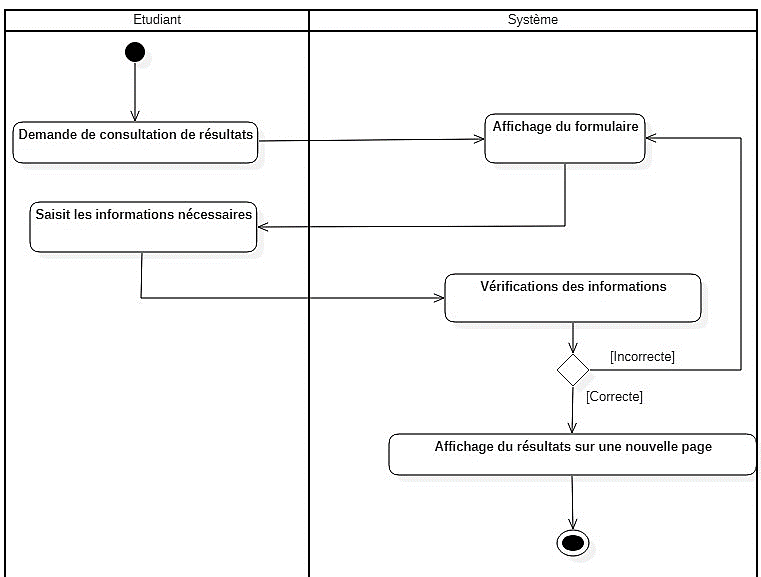 Etudiant
Système
Demande de consultation de résultats
Affichage du formulaire
Saisit les informations nécessaires
Vérifications des informations
[Incorrecte]
[Correcte]
Affichage du résultats sur une nouvelle page